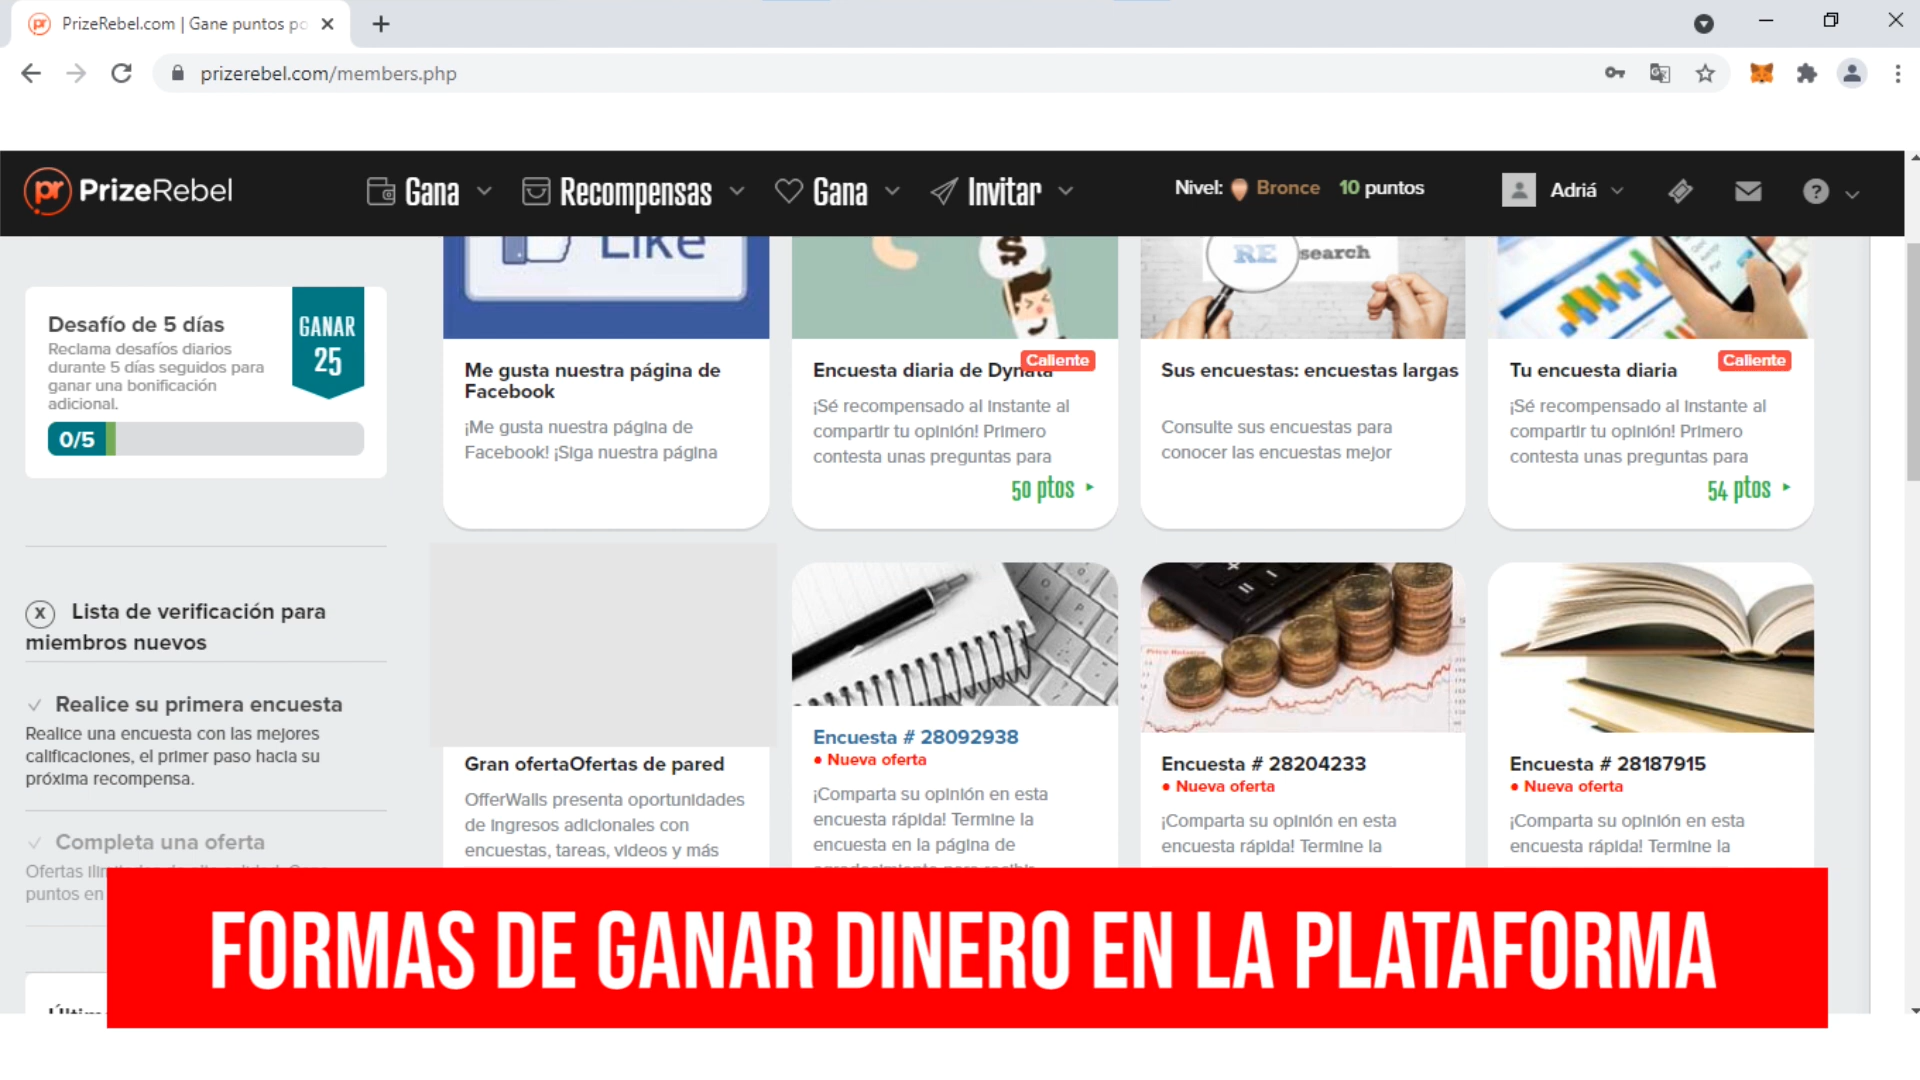 PrizeRebel.com | Gane puntos po
prizerebel.com/members.php
pr PrizeRebel
Gana
Recompensas
Gana
Invitar
Nivel: Bronce 10 puntos
Adriá
?
Desafío de 5 días
Reclama desafíos diarios
durante 5 días seguidos para
ganar una bonificación
adicional.
GANAR
25
0/5
X Lista de verificación para
miembros nuevos
Realice su primera encuesta
Realice una encuesta con las mejores
calificaciones, el primer paso hacia su
próxima recompensa.
Completa una oferta
Ofertas
puntos en
Like
Me gusta nuestra página de
Facebook
¡Me gusta nuestra página de
Facebook! ¡Siga nuestra página
$
Encuesta diaria de Dynata
Caliente
¡Sé recompensado al instante al
compartir tu opinión! Primero
contesta unas preguntas para
50 ptos
RE search
Sus encuestas: encuestas largas
Consulte sus encuestas para
conocer las encuestas mejor
Tu encuesta diaria
Caliente
¡Sé recompensado al instante al
compartir tu opinión! Primero
contesta unas preguntas para
54 ptos
Gran ofertaOfertas de pared
OfferWalls presenta oportunidades
de ingresos adicionales con
encuestas, tareas, videos y más
Encuesta # 28092938
• Nueva oferta
¡Comparta su opinión en esta
encuesta rápida! Termine la
encuesta en la página de
Encuesta # 28204233
• Nueva oferta
¡Comparta su opinión en esta
encuesta rápida! Termine la
Encuesta # 28187915
• Nueva oferta
¡Comparta su opinión en esta
encuesta rápida! Termine la
FORMAS DE GANAR DINERO EN LA PLATAFORMA